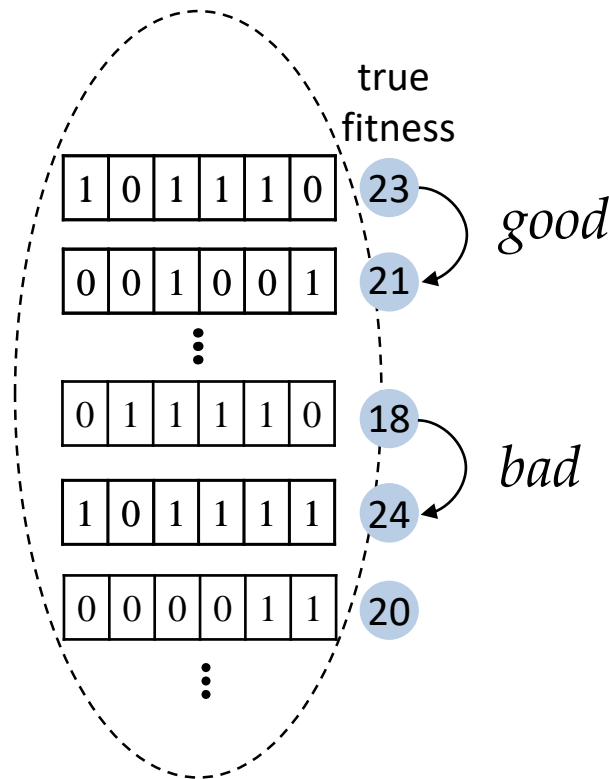 true
fitness
1 0 1 1 1 0 23
good
0 0 1 0 0 1 21
0 1 1 1 1 0 18
bad
1 0 1 1 1 1 24
0 0 0 0 1 1 20